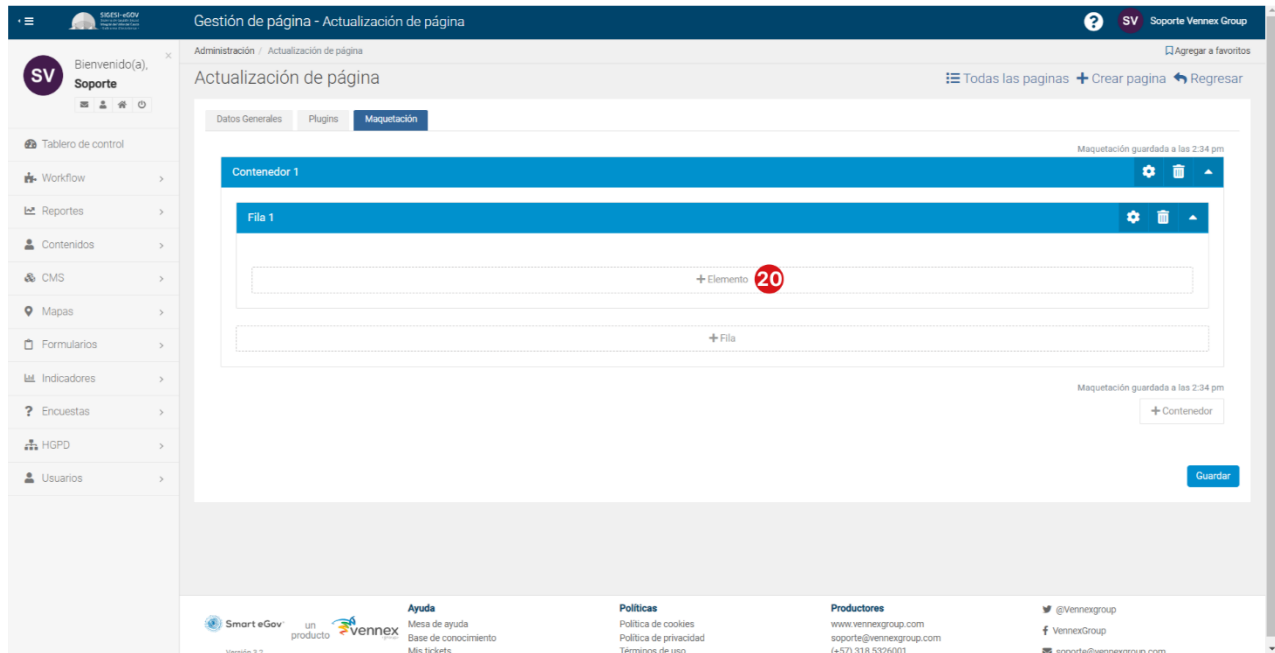 SIGESI-eGOV
Gestión de página - Actualización de página
?
SV
Soporte Vennex Group
Administración / Actualización de página
Agregar a favoritos
SV
Bienvenido(a),
Soporte
×
Actualización de página
Todas las paginas + Crear pagina Regresar
Datos Generales
Plugins
Maquetación
Maquetación guardada a las 2:34 pm
Tablero de control
Workflow
Reportes
Contenidos
CMS
Mapas
Formularios
Indicadores
? Encuestas
HGPD
Usuarios
Contenedor 1
Fila 1
+ Elemento 20
+ Fila
Maquetación guardada a las 2:34 pm
+ Contenedor
Guardar
Smart eGov
un
producto
vennex
Versión 3.2
Ayuda
Mesa de ayuda
Base de conocimiento
Mis tickets
Políticas
Política de cookies
Política de privacidad
Términos de uso
Productores
www.vennexgroup.com
soporte@vennexgroup.com
(+57) 318 5326001
@Vennexgroup
VennexGroup
soporte@vennexgroup.com